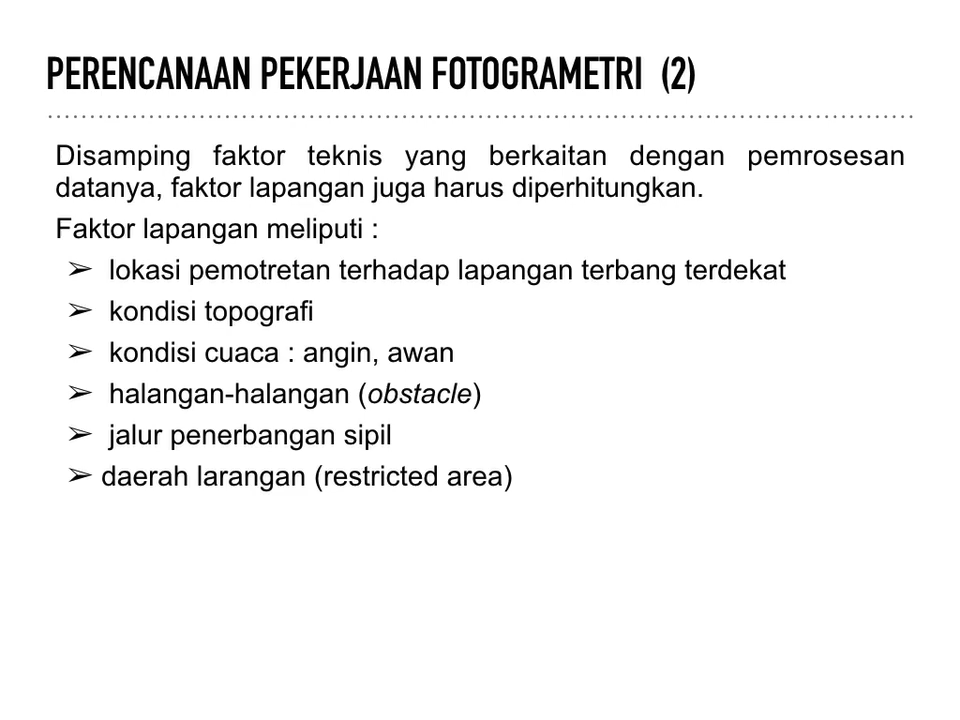 PERENCANAAN PEKERJAAN FOTOGRAMETRI (2)
Disamping faktor teknis yang berkaitan dengan pemrosesan
datanya, faktor lapangan juga harus diperhitungkan.
Faktor lapangan meliputi :
➢ lokasi pemotretan terhadap lapangan terbang terdekat
➢ kondisi topografi
➢ kondisi cuaca : angin, awan
➢ halangan-halangan (obstacle)
➢ jalur penerbangan sipil
➢ daerah larangan (restricted area)